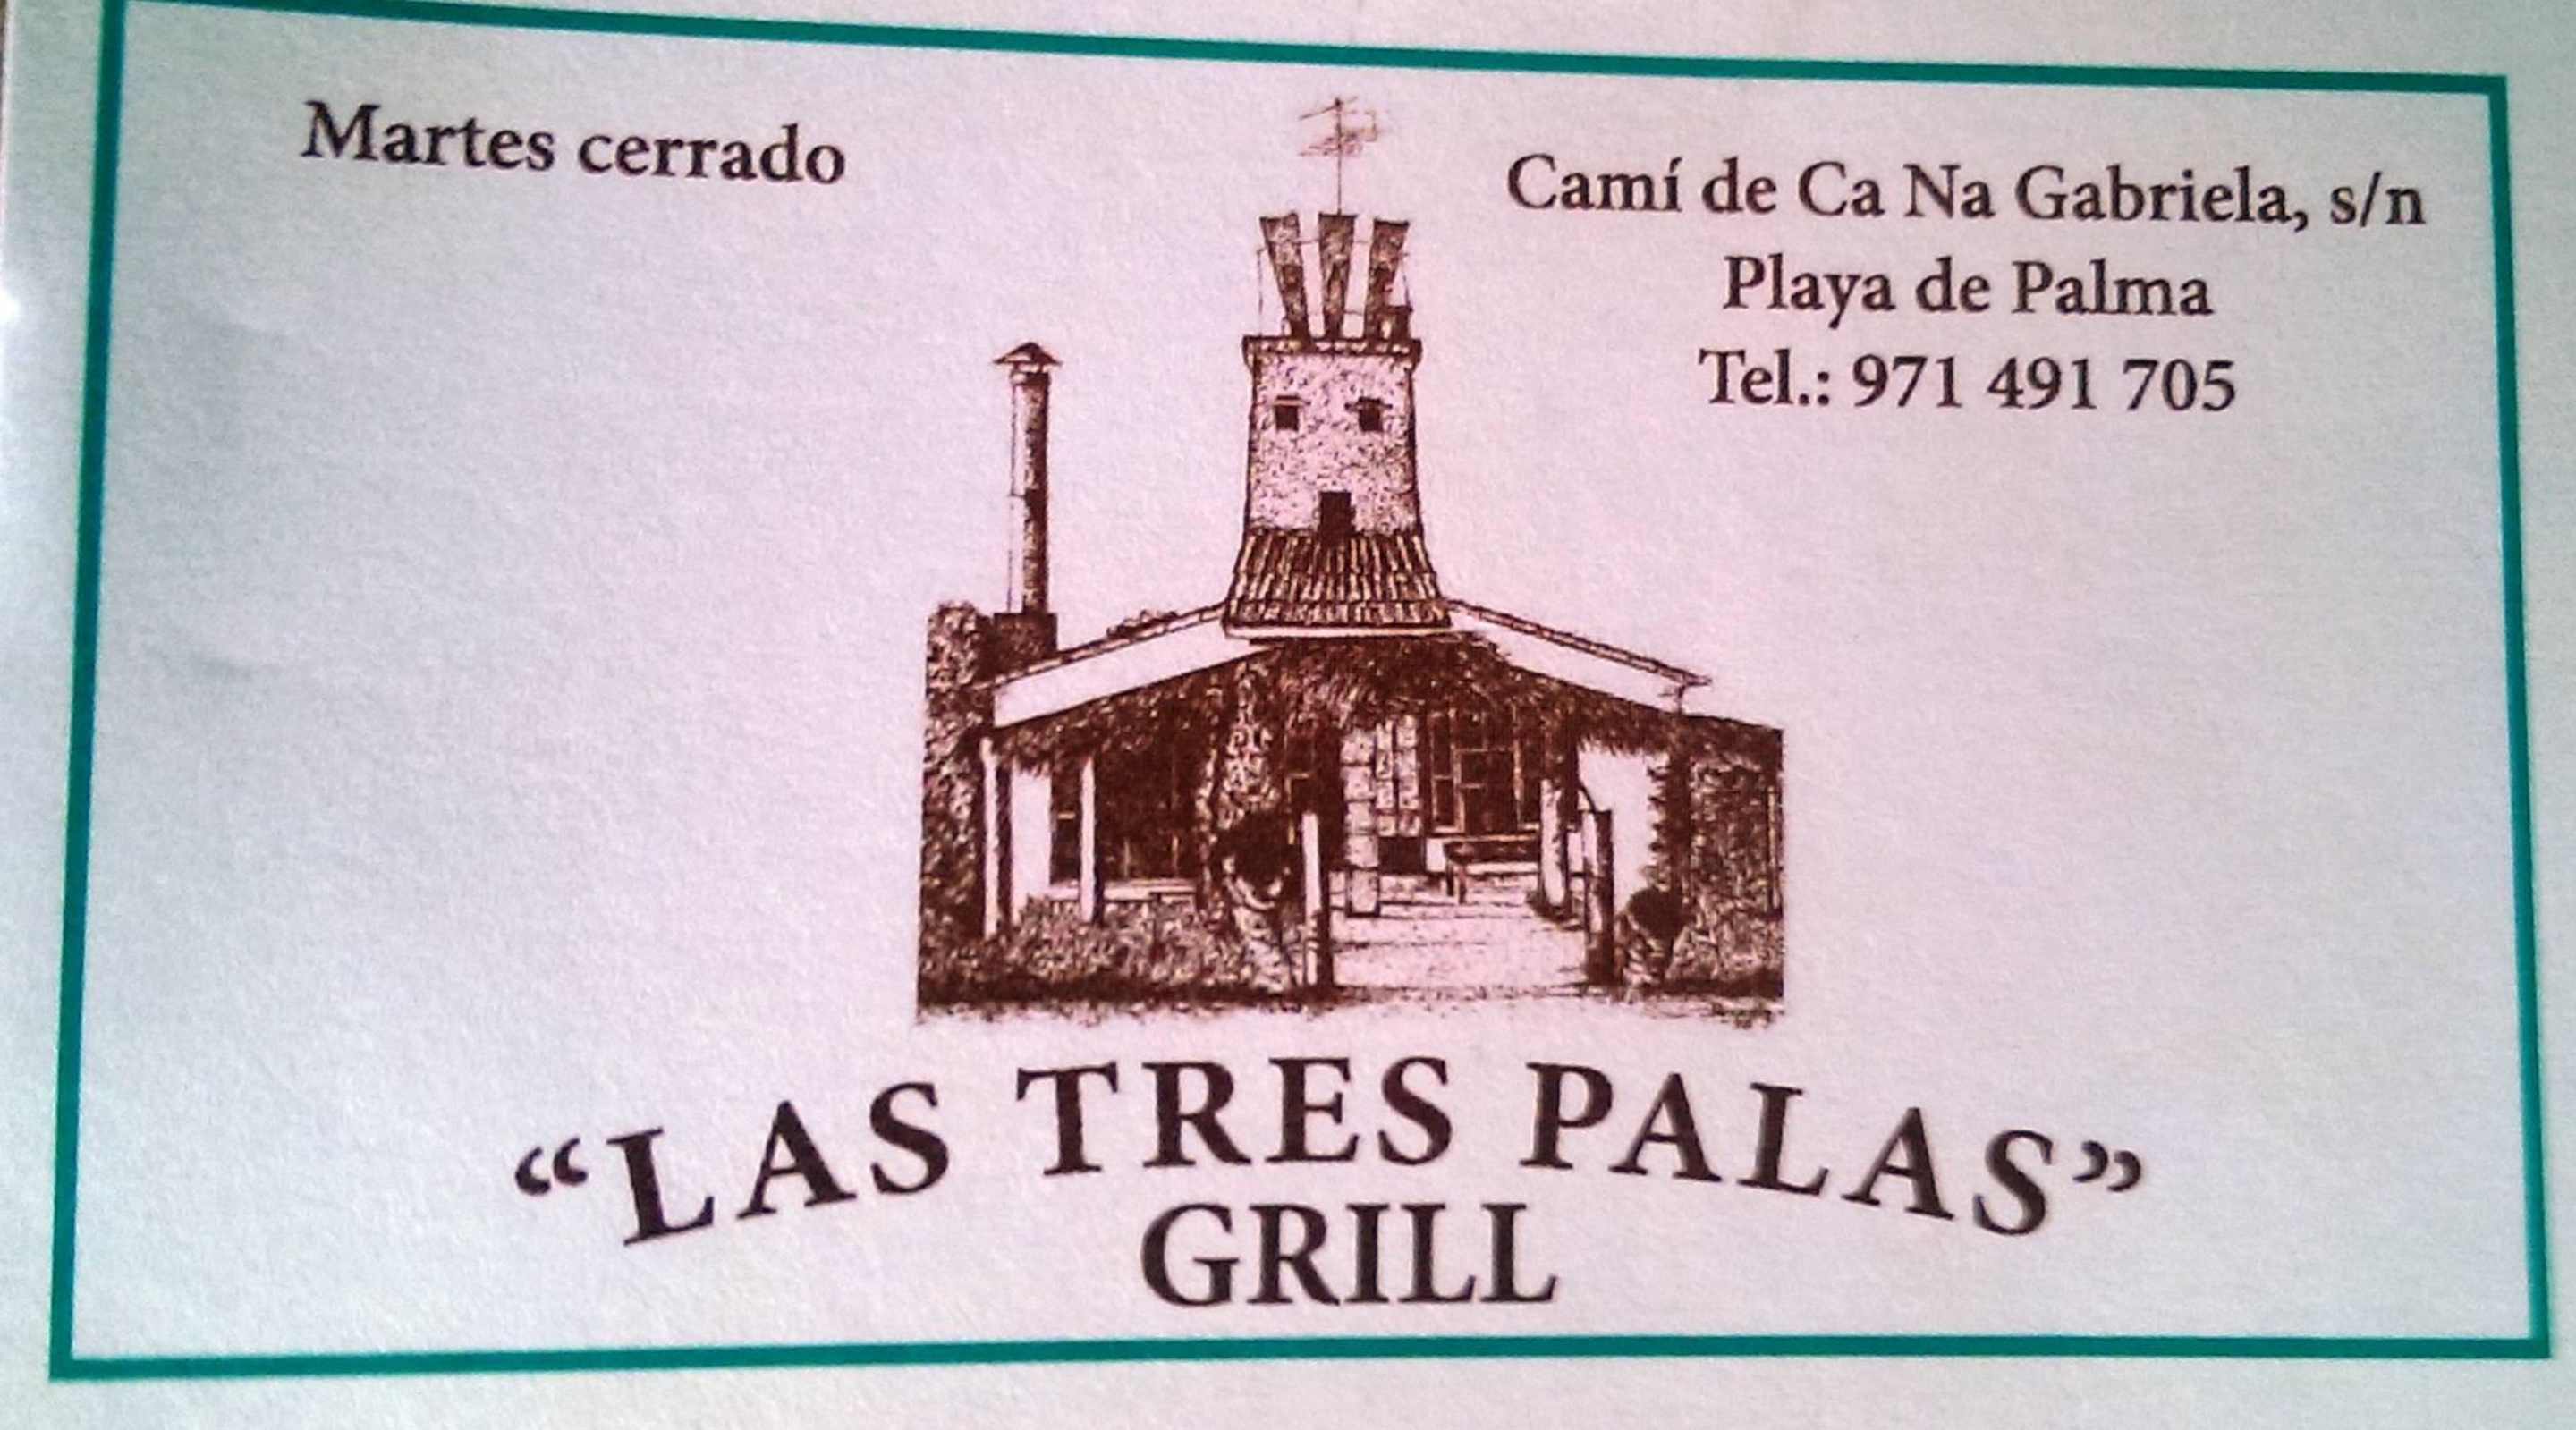 Martes cerrado
Camí de Ca Na Gabriela, s/n
Playa de Palma
Tel.: 971 491 705
“LAS TRES PALAS”
GRILL